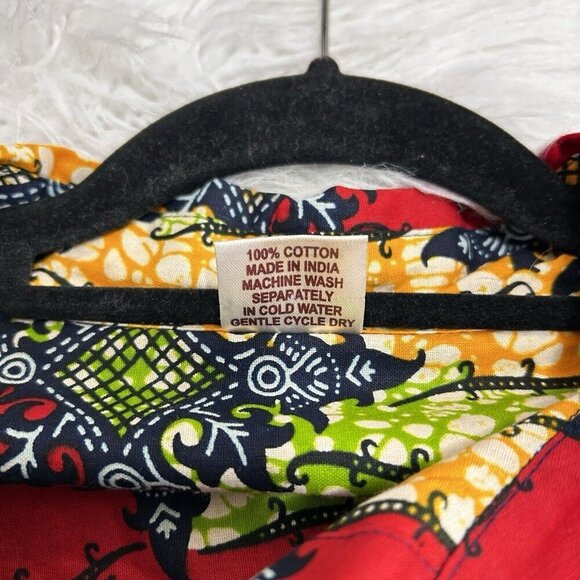 100% COTTON
MADE IN INDIA
MACHINE WASH
SEPARATELY
IN COLD WATER
GENTLE CYCLE DRY